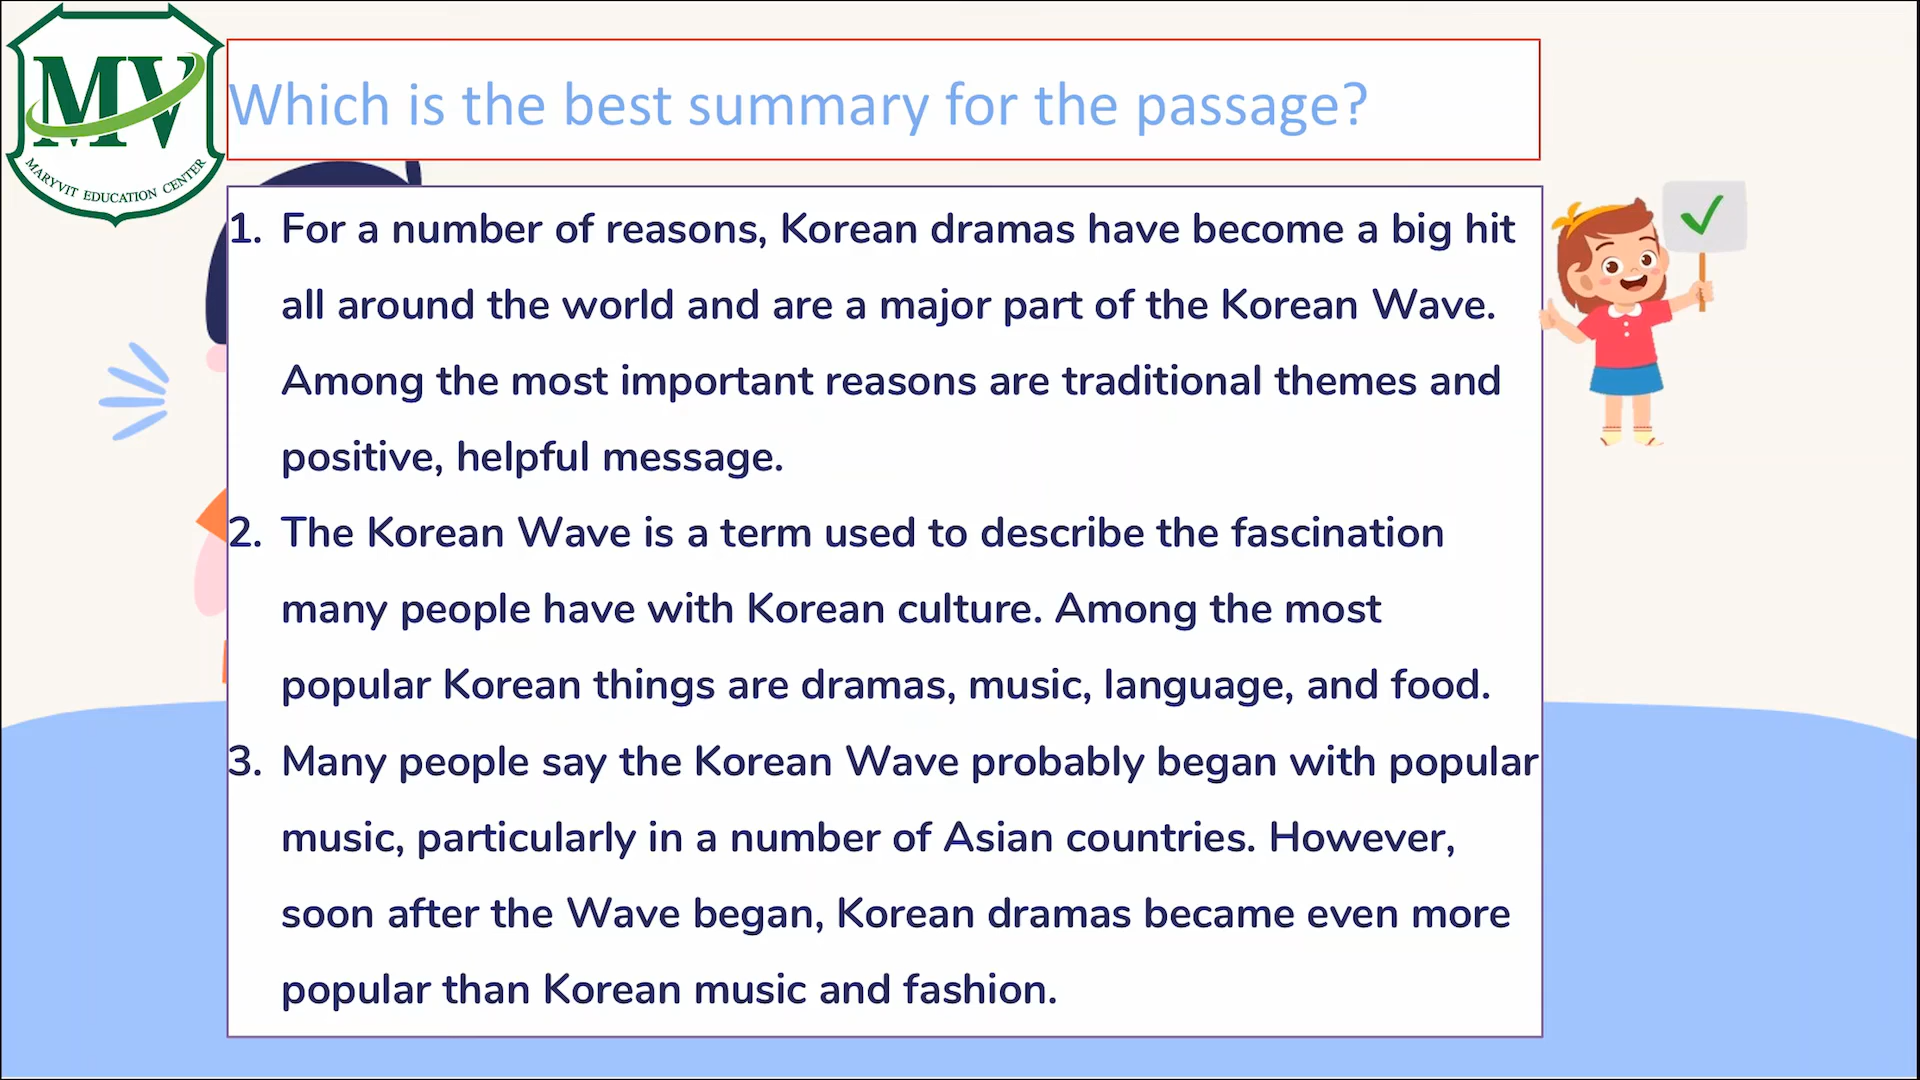 MV
MARYVIT EDUCATION CENTER
Which is the best summary for the passage?
1. For a number of reasons, Korean dramas have become a big hit
all around the world and are a major part of the Korean Wave.
Among the most important reasons are traditional themes and
positive, helpful message.
2. The Korean Wave is a term used to describe the fascination
many people have with Korean culture. Among the most
popular Korean things are dramas, music, language, and food.
3. Many people say the Korean Wave probably began with popular
music, particularly in a number of Asian countries. However,
soon after the Wave began, Korean dramas became even more
popular than Korean music and fashion.